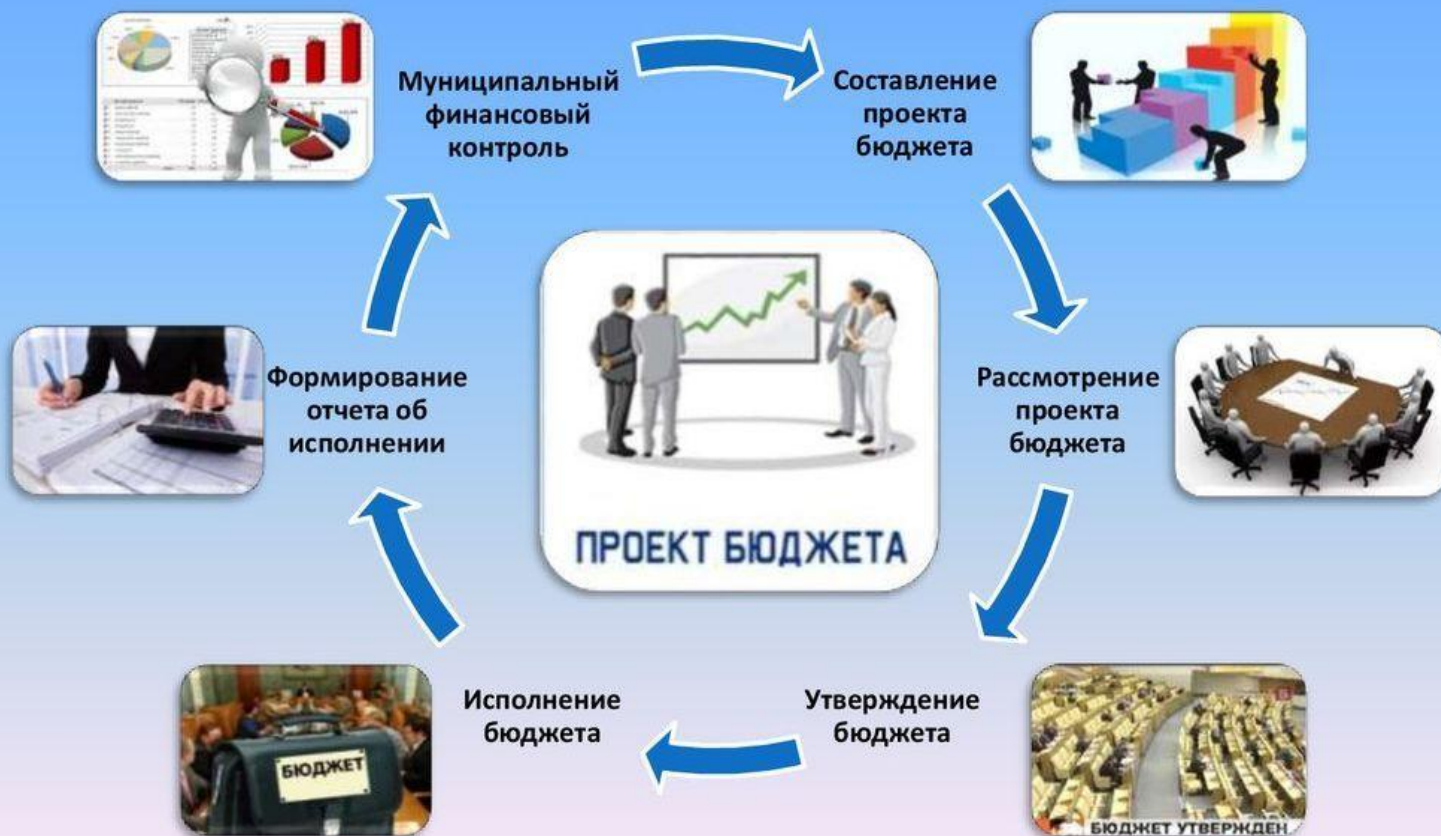 Муниципальный
финансовый
контроль
Составление
проекта
бюджета
Формирование
отчета об
исполнении
Рассмотрение
проекта
бюджета
ПРОЕКТ БЮДЖЕТА
Исполнение
бюджета
Утверждение
бюджета
БЮДЖЕТ
БЮДЖЕТ УТВЕРЖДЕН